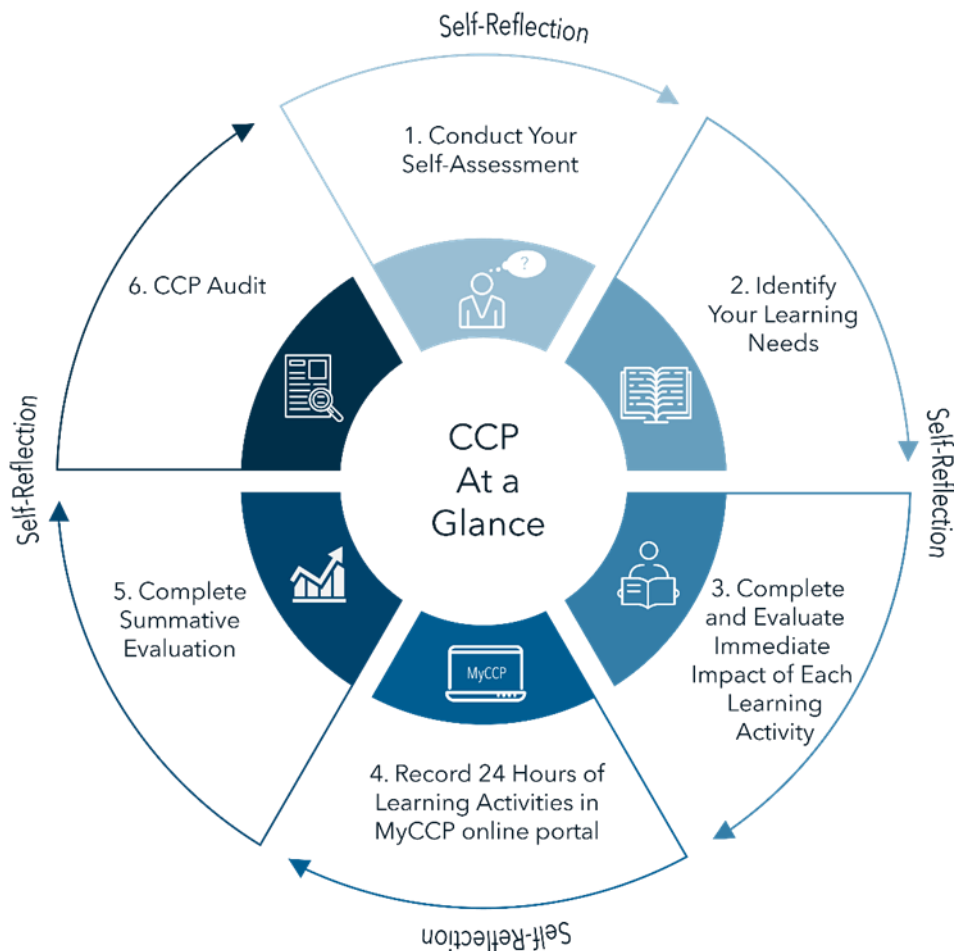 Self-Reflection
1. Conduct Your
Self-Assessment
?
2. Identify
Your Learning
Needs
Self-Reflection
3. Complete
and Evaluate
Immediate
Impact of Each
Learning
Activity
MyCCP
4. Record 24 Hours of
Learning Activities in
MyCCP online portal
Self-Reflection
5. Complete
Summative
Evaluation
Self-Reflection
6. CCP Audit
CCP
At a
Glance